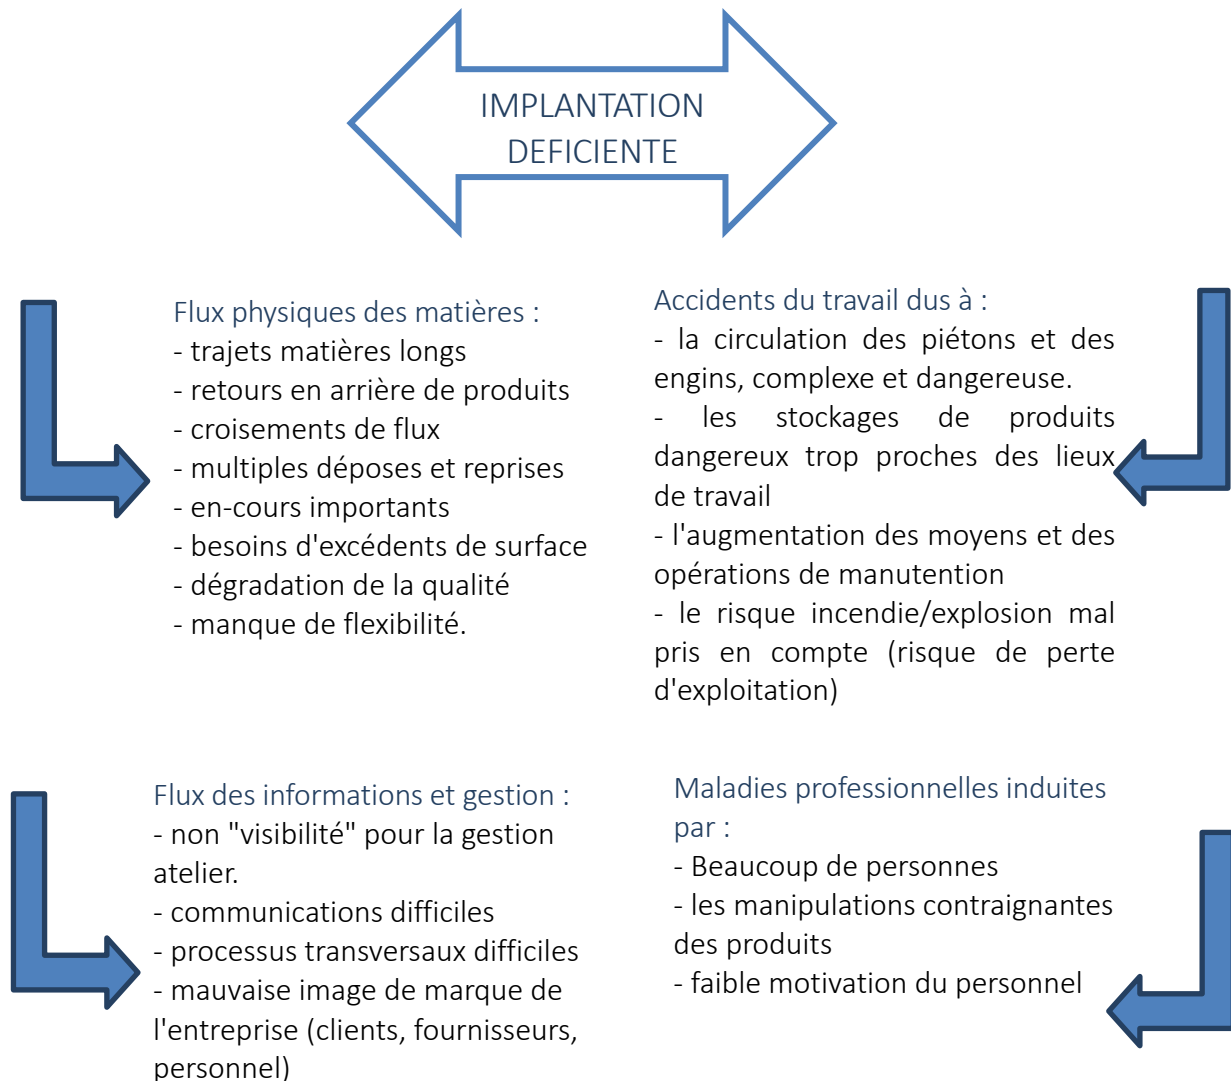 IMPLANTATION
DEFICIENTE
Flux physiques des matières :
- trajets matières longs
- retours en arrière de produits
- croisements de flux
- multiples déposes et reprises
- en-cours importants
- besoins d'excédents de surface
- dégradation de la qualité
- manque de flexibilité.
Accidents du travail dus à :
- la circulation des piétons et des
engins, complexe et dangereuse.
- les stockages de produits
dangereux trop proches des lieux
de travail
- l'augmentation des moyens et des
opérations de manutention
- le risque incendie/explosion mal
pris en compte (risque de perte
d'exploitation)
Flux des informations et gestion :
- non "visibilité" pour la gestion
atelier.
- communications difficiles
- processus transversaux difficiles
- mauvaise image de marque de
l'entreprise (clients, fournisseurs,
personnel)
Maladies professionnelles induites
par :
- Beaucoup de personnes
- les manipulations contraignantes
des produits
- faible motivation du personnel